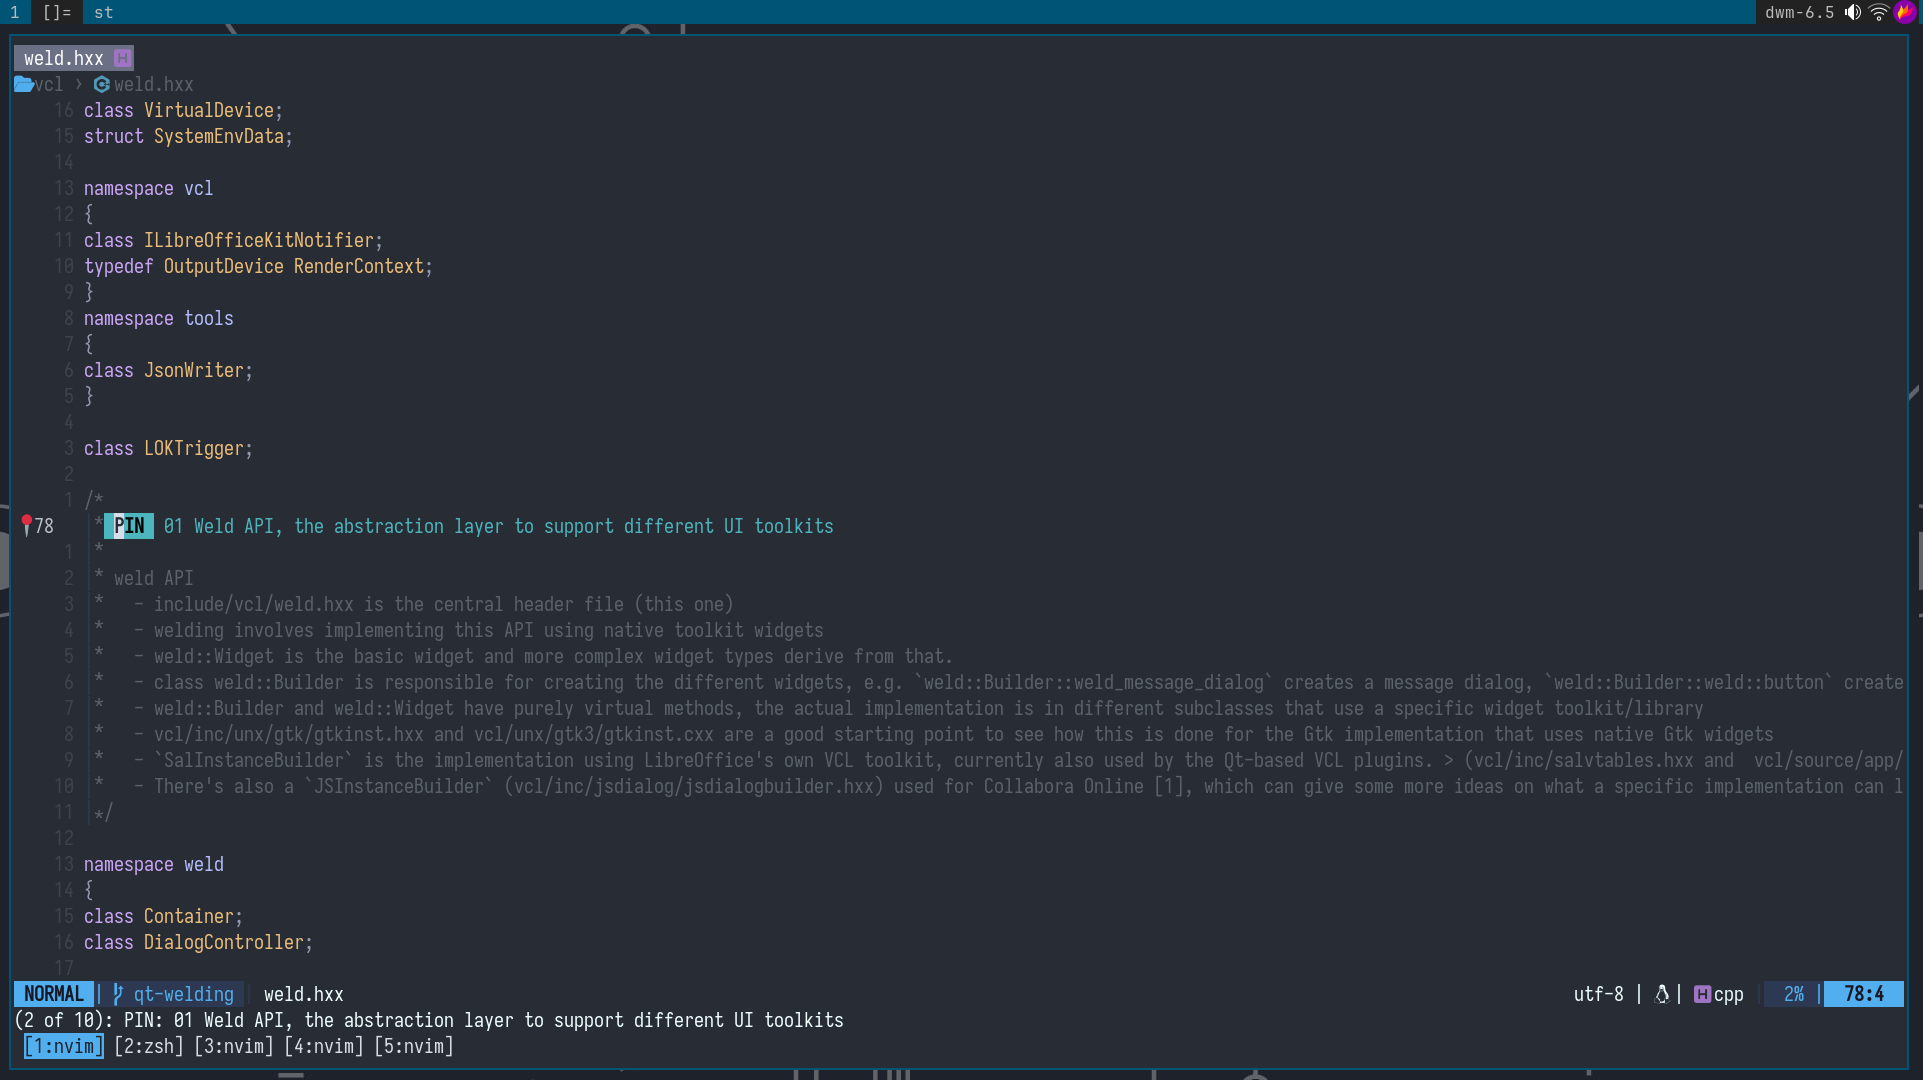 1 []= st dwm-6.5
weld.hxx H
vcl › weld.hxx
16 class VirtualDevice;
15 struct SystemEnvData;
14
13 namespace vcl
12 {
11 class ILibreOfficeKitNotifier;
10 typedef OutputDevice RenderContext;
9 }
8 namespace tools
7 {
6 class JsonWriter;
5 }
4
3 class LOKTrigger;
2
1 /*
78 * PIN 01 Weld API, the abstraction layer to support different UI toolkits
1 *
2 * weld API
3 * - include/vcl/weld.hxx is the central header file (this one)
4 * - welding involves implementing this API using native toolkit widgets
5 * - weld::Widget is the basic widget and more complex widget types derive from that.
6 * - class weld::Builder is responsible for creating the different widgets, e.g. `weld::Builder::weld_message_dialog` creates a message dialog, `weld::Builder::weld::button` create
7 * - weld::Builder and weld::Widget have purely virtual methods, the actual implementation is in different subclasses that use a specific widget toolkit/library
8 * - vcl/inc/unx/gtk/gtkinst.hxx and vcl/unx/gtk3/gtkinst.cxx are a good starting point to see how this is done for the Gtk implementation that uses native Gtk widgets
9 * - `SalInstanceBuilder` is the implementation using LibreOffice's own VCL toolkit, currently also used by the Qt-based VCL plugins. > (vcl/inc/salvtables.hxx and  vcl/source/app/
10 * - There's also a `JSInstanceBuilder` (vcl/inc/jsdialog/jsdialogbuilder.hxx) used for Collabora Online [1], which can give some more ideas on what a specific implementation can l
11 */
12
13 namespace weld
14 {
15 class Container;
16 class DialogController;
17
NORMAL | qt-welding weld.hxx utf-8 | | H cpp 2% | 78:4
(2 of 10): PIN: 01 Weld API, the abstraction layer to support different UI toolkits
[1:nvim] [2:zsh] [3:nvim] [4:nvim] [5:nvim]